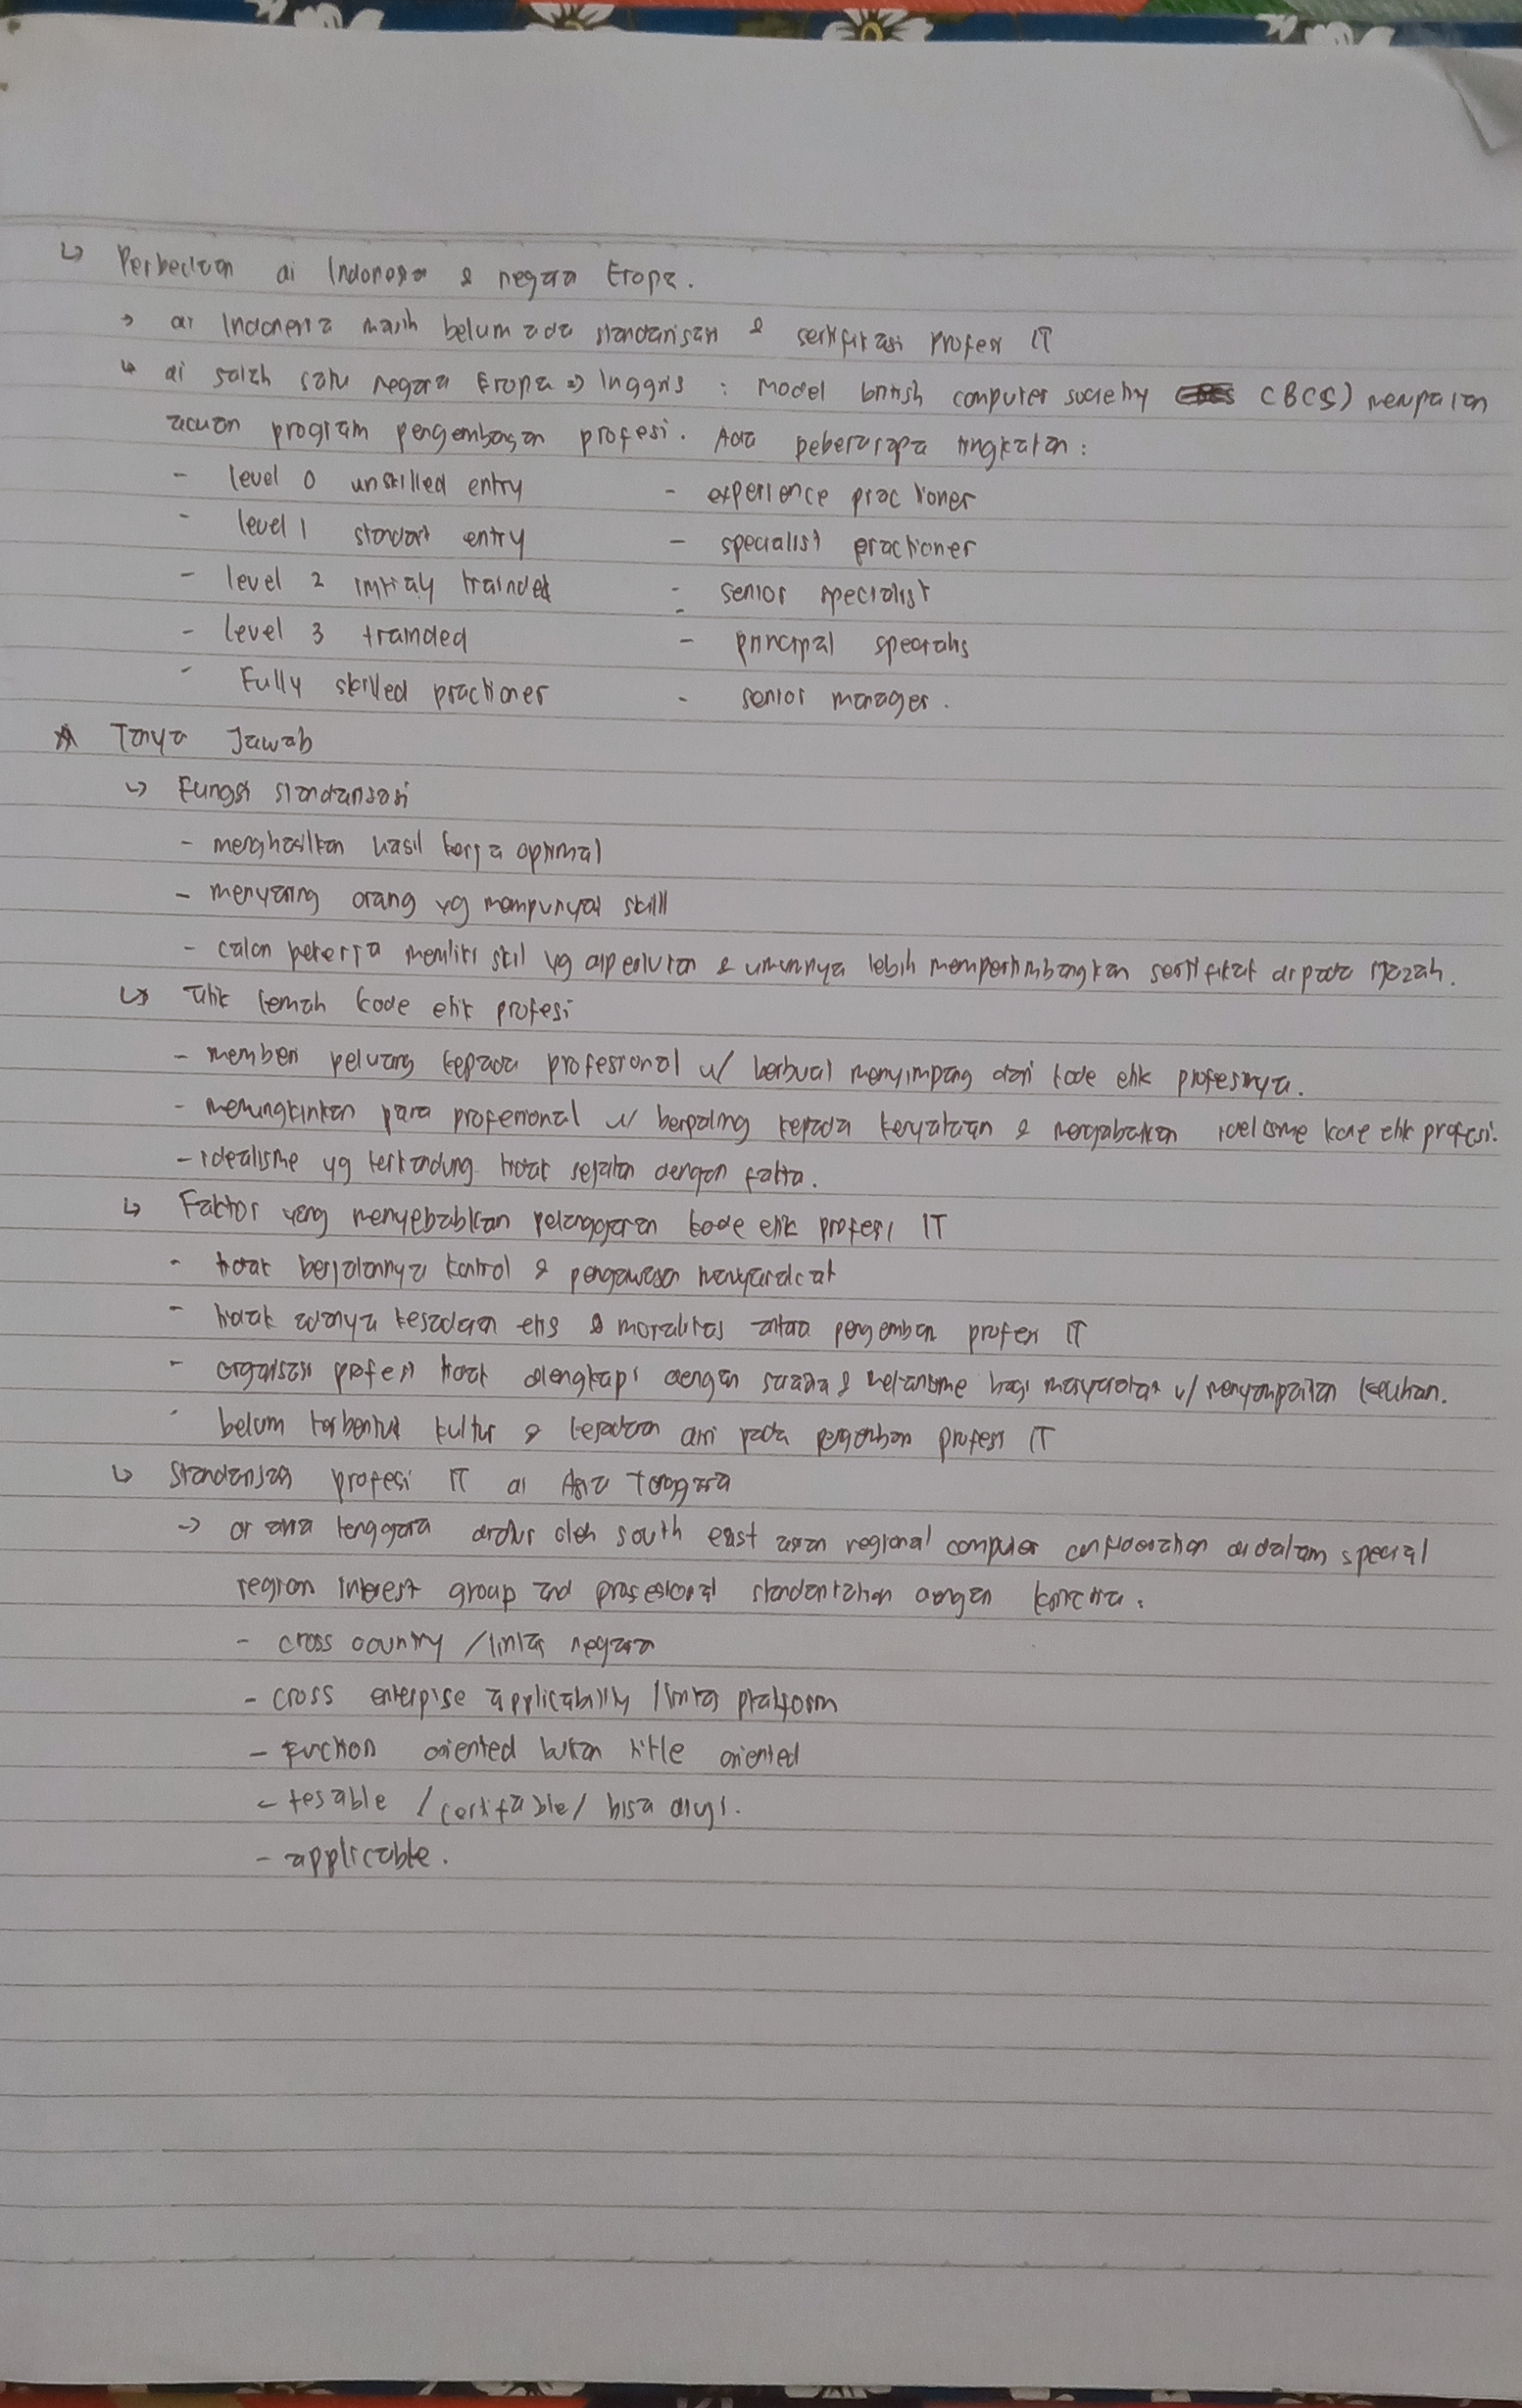 ↳ Perbedaan di Indonesia & negara Eropa.
→ di Indonesia masih belum ada standarisasi & sertifikasi profesi IT
↳ di salah satu negara Eropa => Inggris : Model british computer society (BCS) merupakan
acuan program pengembangan profesi. Ada beberarapa tingkatan :
- level 0 unskilled entry - experience practioner
- level 1 standart entry - specialist practioner
- level 2 initialy trainded - senior specialist
- level 3 trainded - principal specialis
- Fully skilled practioner - senior manager.
☆ Tanya Jawab
↳ Fungsi standarisasi
- menghasilkan hasil kerja optimal
- menyaring orang yg mempunyai skill
- calon pekerja memiliki skil yg diperlukan & umumnya lebih mempertimbangkan sertifikat dripada ijazah.
↳ titik lemah kode etik profesi
- memberi peluang kepada profesional u/ berbuat menyimpang dari kode etik profesinya.
- memungkinkan para profesional u/ berpaling kepada kenyataan & mengabaikan idelisme kode etik profesi.
- idealisme yg terkandung tidak sejalan dengan fakta.
↳ Faktor yang menyebabkan pelanggaran kode etik profesi IT
- tidak berjalannya kontrol & pengawasan masyarakat
- tidak adanya kesadaran etis & moralitas antara pengemban profesi IT
- organisasi profesi tidak dilengkapi dengan sarana & mekanisme bagi masyarakat u/ menyampaikan keluhan.
- belum terbentuk kultur & kesadaran dari pada pengemban profesi IT
↳ Standarisasi profesi IT di Asia Tenggara
→ di asia tenggara diatur oleh south east asian regional computer confideration didalam special
region interest group and profesional standarization dengan kriteria :
- cross country / lintas negara
- cross enterpise applicability / lintas platform
- Fuction oriented bukan title oriented
- tesable / certifiable / bisa diuji.
- applicable.